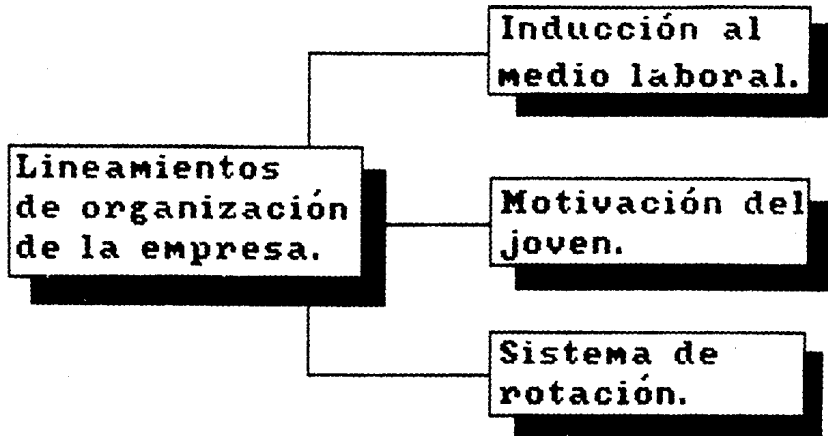 Inducción al
medio laboral.
Lineamientos
de organización
de la empresa.
Motivación del
joven.
Sistema de
rotación.